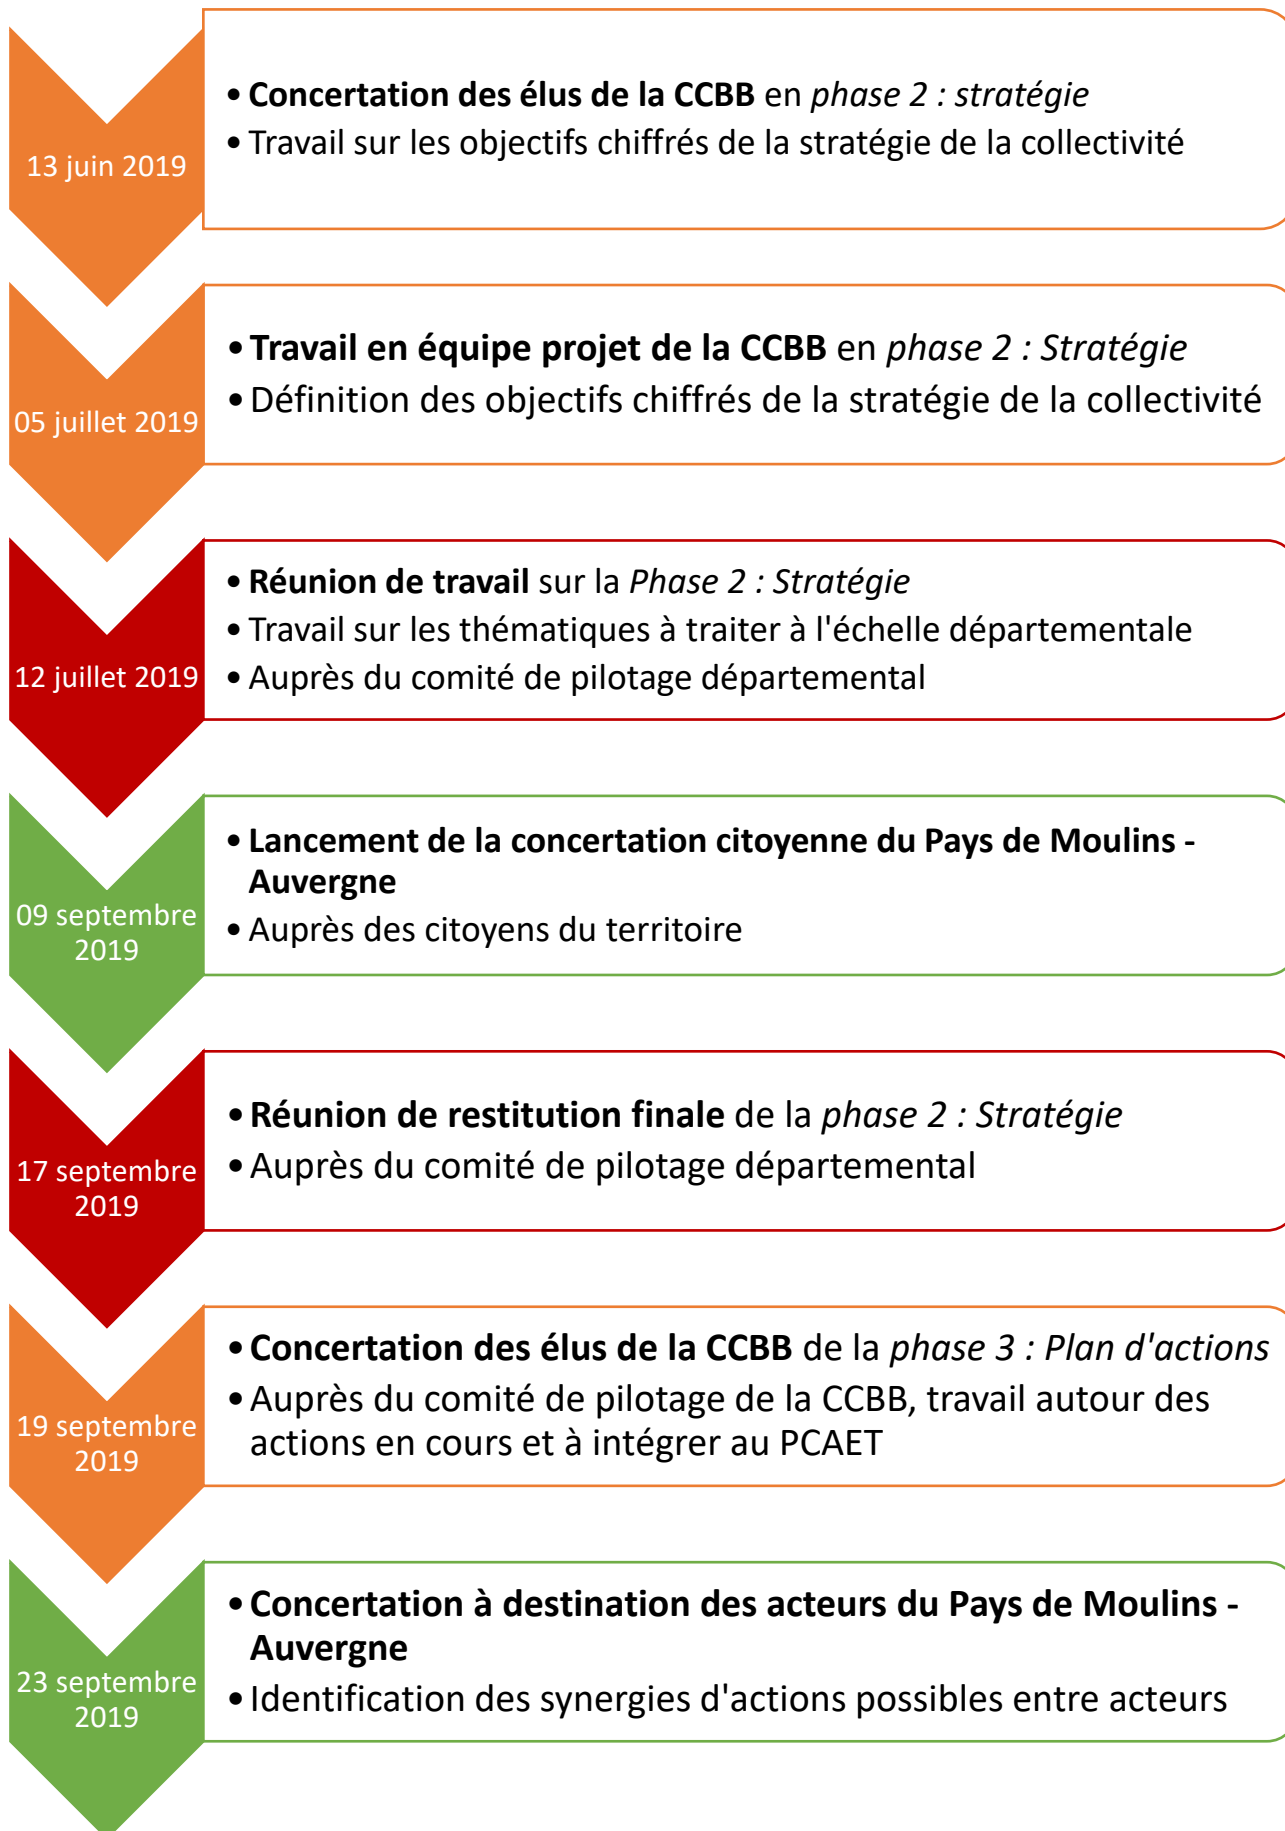 13 juin 2019
• Concertation des élus de la CCBB en phase 2 : stratégie
• Travail sur les objectifs chiffrés de la stratégie de la collectivité
05 juillet 2019
• Travail en équipe projet de la CCBB en phase 2 : Stratégie
• Définition des objectifs chiffrés de la stratégie de la collectivité
12 juillet 2019
• Réunion de travail sur la Phase 2 : Stratégie
• Travail sur les thématiques à traiter à l'échelle départementale
• Auprès du comité de pilotage départemental
09 septembre
2019
• Lancement de la concertation citoyenne du Pays de Moulins -
Auvergne
• Auprès des citoyens du territoire
17 septembre
2019
• Réunion de restitution finale de la phase 2 : Stratégie
• Auprès du comité de pilotage départemental
19 septembre
2019
• Concertation des élus de la CCBB de la phase 3 : Plan d'actions
• Auprès du comité de pilotage de la CCBB, travail autour des
actions en cours et à intégrer au PCAET
23 septembre
2019
• Concertation à destination des acteurs du Pays de Moulins -
Auvergne
• Identification des synergies d'actions possibles entre acteurs